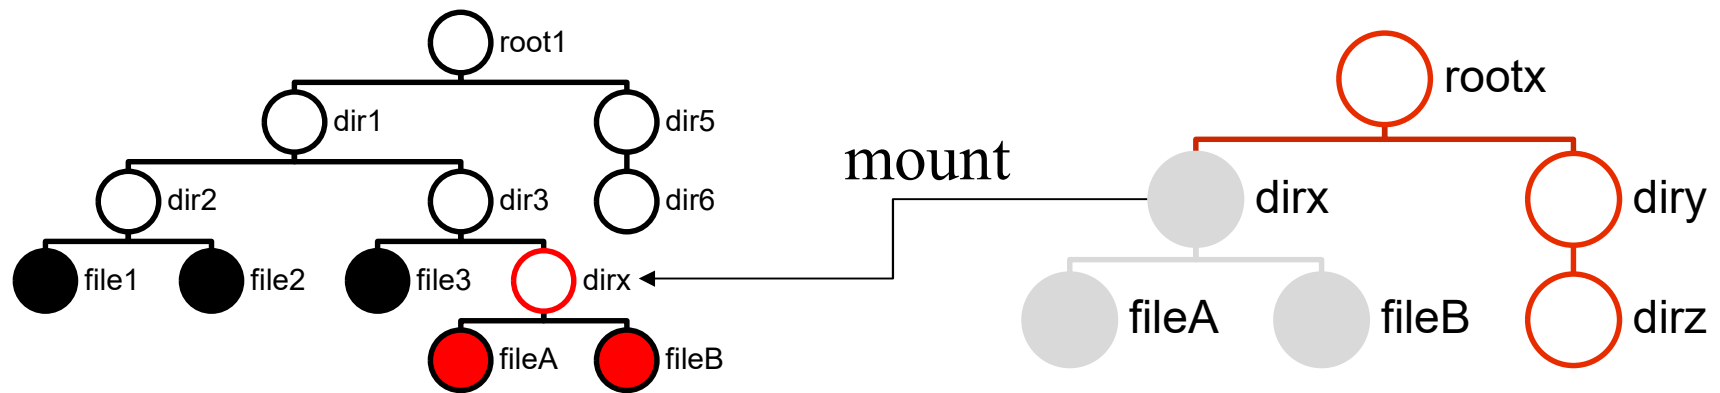 root1
rootx
dir1
dir5
mount
dir2
dir3
dir6
dirx
diry
file1
file2
file3
dirx
fileA
fileB
dirz
fileA
fileB